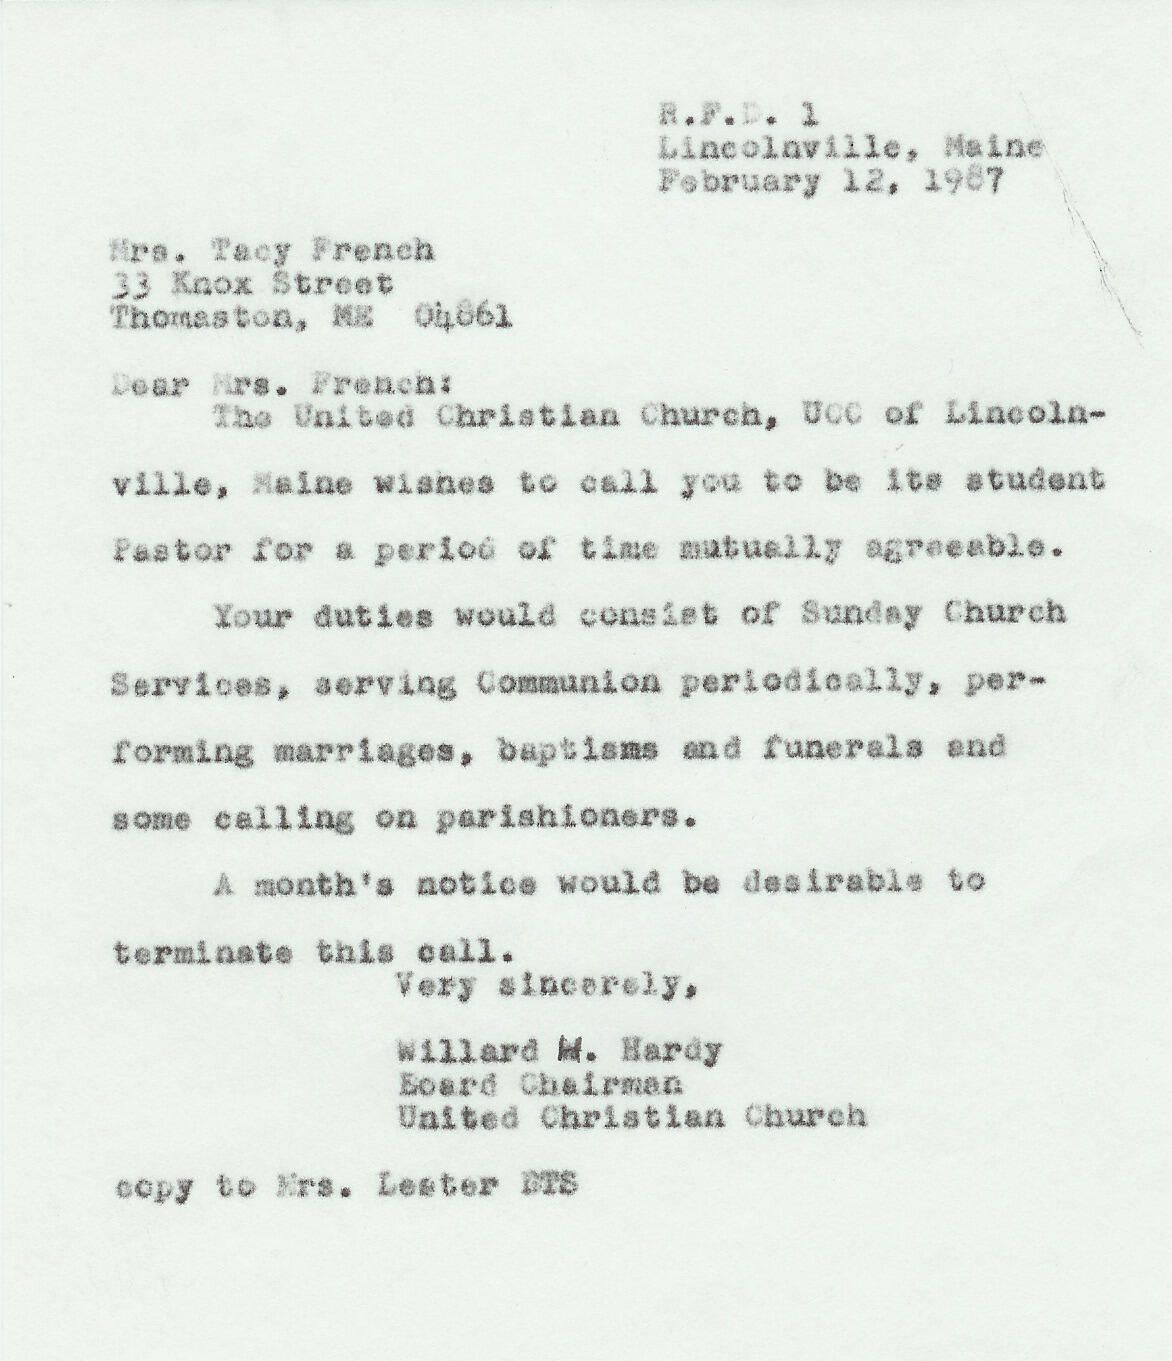 R.F.D. 1
Lincolnville, Maine
February 12, 1987
Mrs. Tacy French
33 Knox Street
Thomaston, ME  04861
Dear Mrs. French:
The United Christian Church, UCC of Lincoln-
ville, Maine wishes to call you to be its student
Pastor for a period of time mutually agreeable.
Your duties would consist of Sunday Church
Services, serving Communion periodically, per-
forming marriages, baptisms and funerals and
some calling on parishioners.
A month's notice would be desirable to
terminate this call.
Very sincerely,
Willard H. Hardy
Board Chairman
United Christian Church
copy to Mrs. Lester BTS